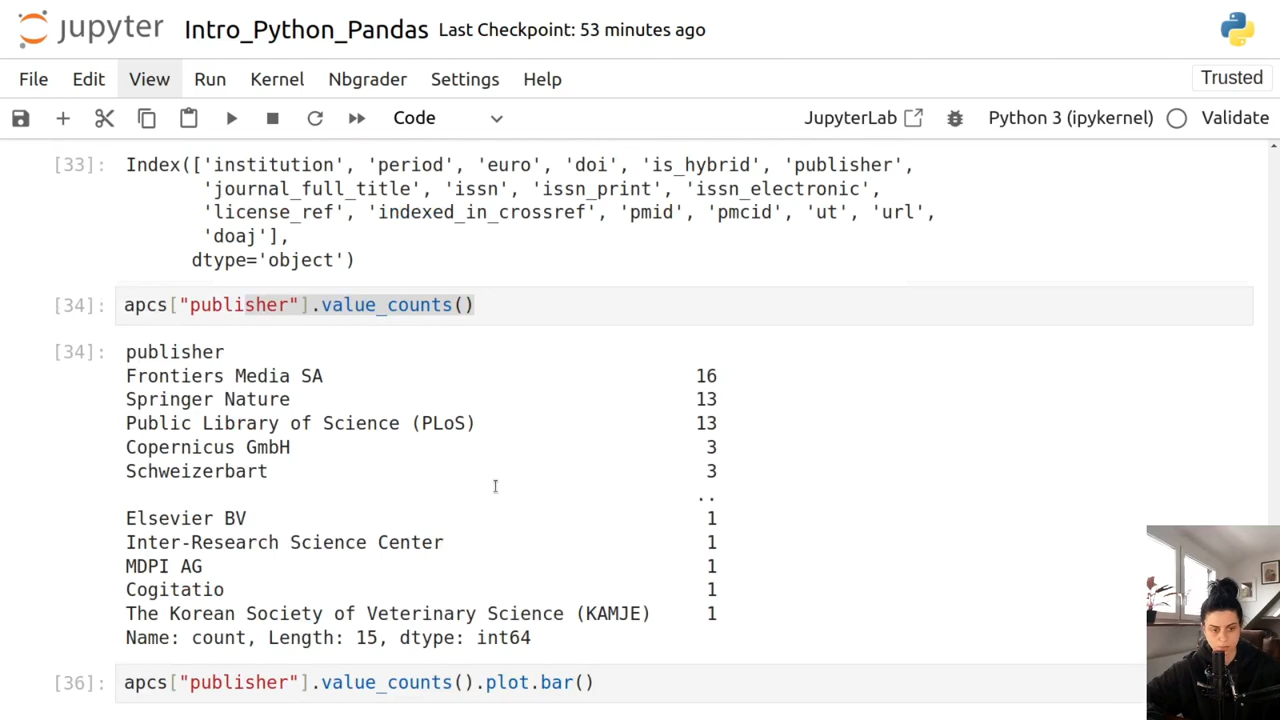 jupyter Intro_Python_Pandas Last Checkpoint: 53 minutes ago
File Edit View Run Kernel Nbgrader Settings Help Trusted
Code JupyterLab Python 3 (ipykernel) Validate
[33]: Index(['institution', 'period', 'euro', 'doi', 'is_hybrid', 'publisher',
'journal_full_title', 'issn', 'issn_print', 'issn_electronic',
'license_ref', 'indexed_in_crossref', 'pmid', 'pmcid', 'ut', 'url',
'doaj'],
dtype='object')
[34]: apcs["publisher"].value_counts()
[34]: publisher
Frontiers Media SA 16
Springer Nature 13
Public Library of Science (PLoS) 13
Copernicus GmbH 3
Schweizerbart 3
..
Elsevier BV 1
Inter-Research Science Center 1
MDPI AG 1
Cogitatio 1
The Korean Society of Veterinary Science (KAMJE) 1
Name: count, Length: 15, dtype: int64
[36]: apcs["publisher"].value_counts().plot.bar()